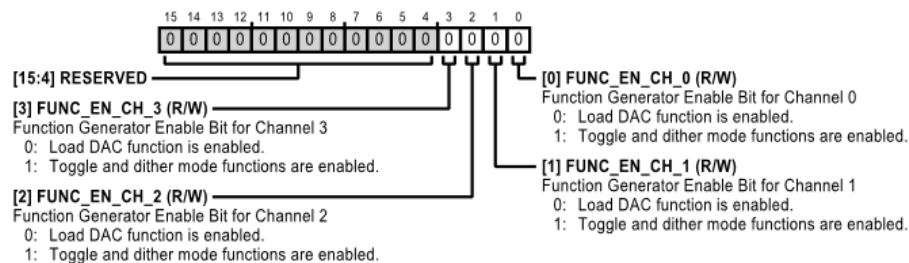 15 14 13 12 11 10 9 8 7 6 5 4 3 2 1 0
0 0 0 0 0 0 0 0 0 0 0 0 0 0 0 0
[15:4] RESERVED
[3] FUNC_EN_CH_3 (R/W)
Function Generator Enable Bit for Channel 3
0: Load DAC function is enabled.
1: Toggle and dither mode functions are enabled.
[2] FUNC_EN_CH_2 (R/W)
Function Generator Enable Bit for Channel 2
0: Load DAC function is enabled.
1: Toggle and dither mode functions are enabled.
[0] FUNC_EN_CH_0 (R/W)
Function Generator Enable Bit for Channel 0
0: Load DAC function is enabled.
1: Toggle and dither mode functions are enabled.
[1] FUNC_EN_CH_1 (R/W)
Function Generator Enable Bit for Channel 1
0: Load DAC function is enabled.
1: Toggle and dither mode functions are enabled.